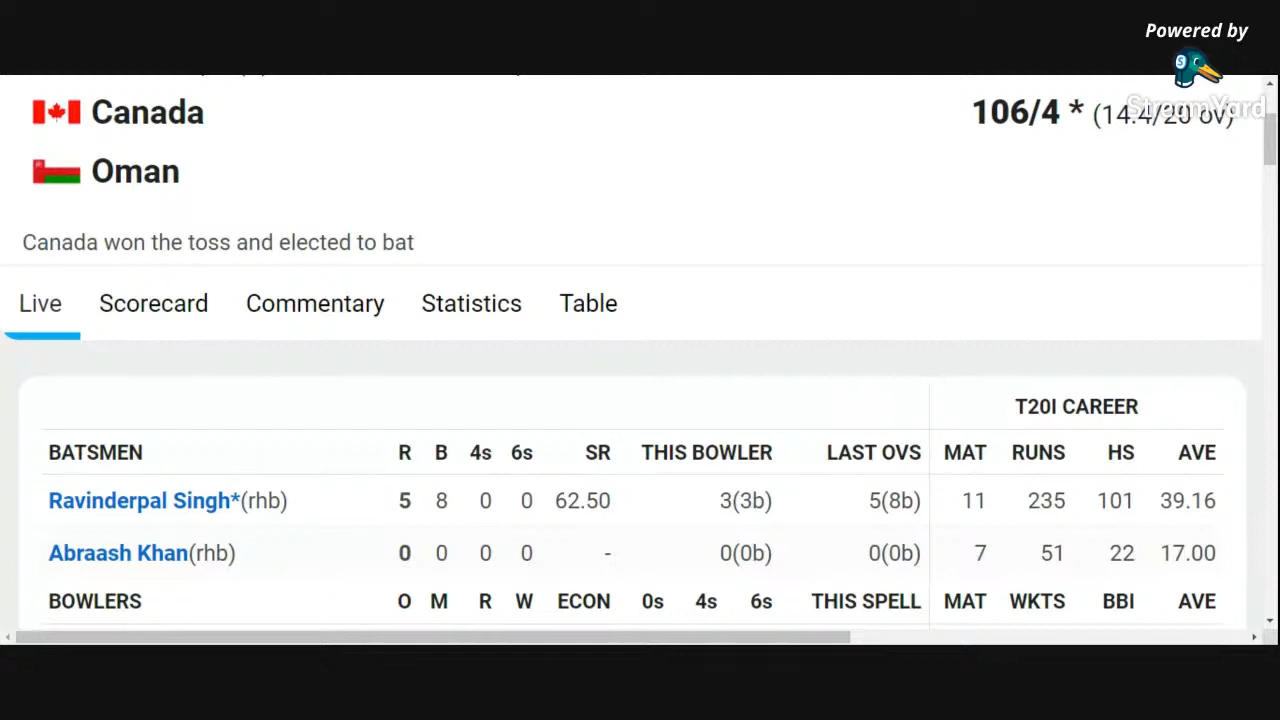 Powered by
StreamYard
Canada 106/4 * (14.4/20 ov)
Oman
Canada won the toss and elected to bat
Live Scorecard Commentary Statistics Table
T20I CAREER
BATSMEN R B 4s 6s SR THIS BOWLER LAST OVS MAT RUNS HS AVE
Ravinderpal Singh*(rhb) 5 8 0 0 62.50 3(3b) 5(8b) 11 235 101 39.16
Abraash Khan(rhb) 0 0 0 0 - 0(0b) 0(0b) 7 51 22 17.00
BOWLERS O M R W ECON 0s 4s 6s THIS SPELL MAT WKTS BBI AVE